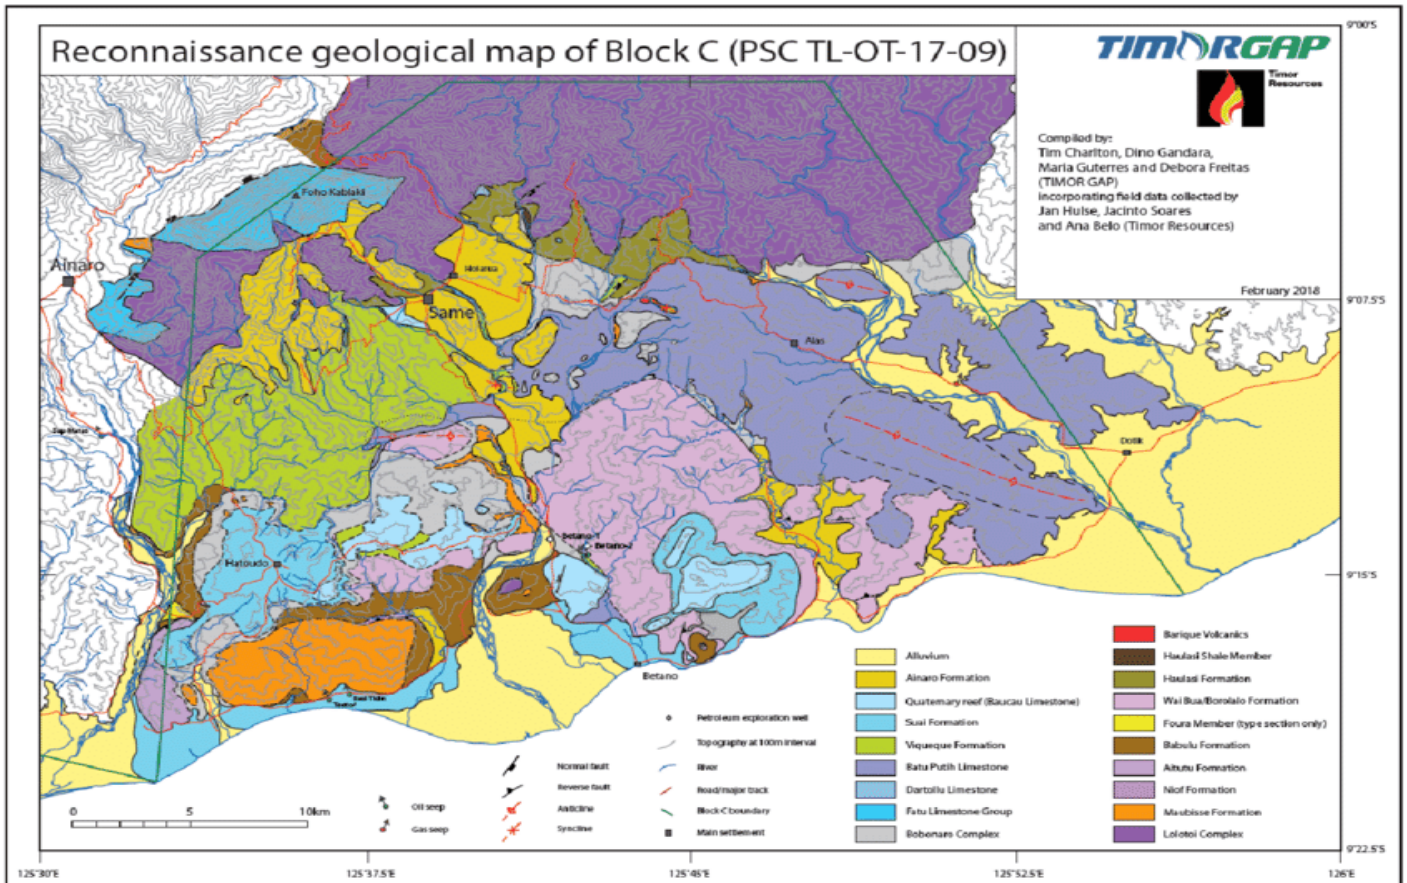 Reconnaissance geological map of Block C (PSC TL-OT-17-09)
TIMORGAP
Timor
Resources
Compiled by:
Tim Charlton, Dino Gandara,
Maria Guterres and Debora Freitas
(TIMOR GAP)
incorporating field data collected by
Jan Hulse, Jacinto Soares
and Ana Belo (Timor Resources)
February 2018
9°00'S
9°07.5'S
9°15'S
9°22.5'S
Foho Kablaki
Ainaro
Holarua
Same
Alas
Dotik
Hatoudo
Betano-1
Betano-2
Betano
Alluvium
Ainaro Formation
Quaternary reef (Baucau Limestone)
Suai Formation
Viqueque Formation
Batu Putih Limestone
Dartollu Limestone
Fatu Limestone Group
Bobonaro Complex
Barique Volcanics
Haulasi Shale Member
Haulasi Formation
Wai Bua/Borolalo Formation
Foura Member (type section only)
Babulu Formation
Aitutu Formation
Niof Formation
Maubisse Formation
Lolotoi Complex
Petroleum exploration well
Topography at 100m interval
River
Road/major track
Block C boundary
Main settlement
Normal fault
Reverse fault
Anticline
Syncline
Oil seep
Gas seep
0 5 10km
125°30'E 125°37.5'E 125°45'E 125°52.5'E 126°E